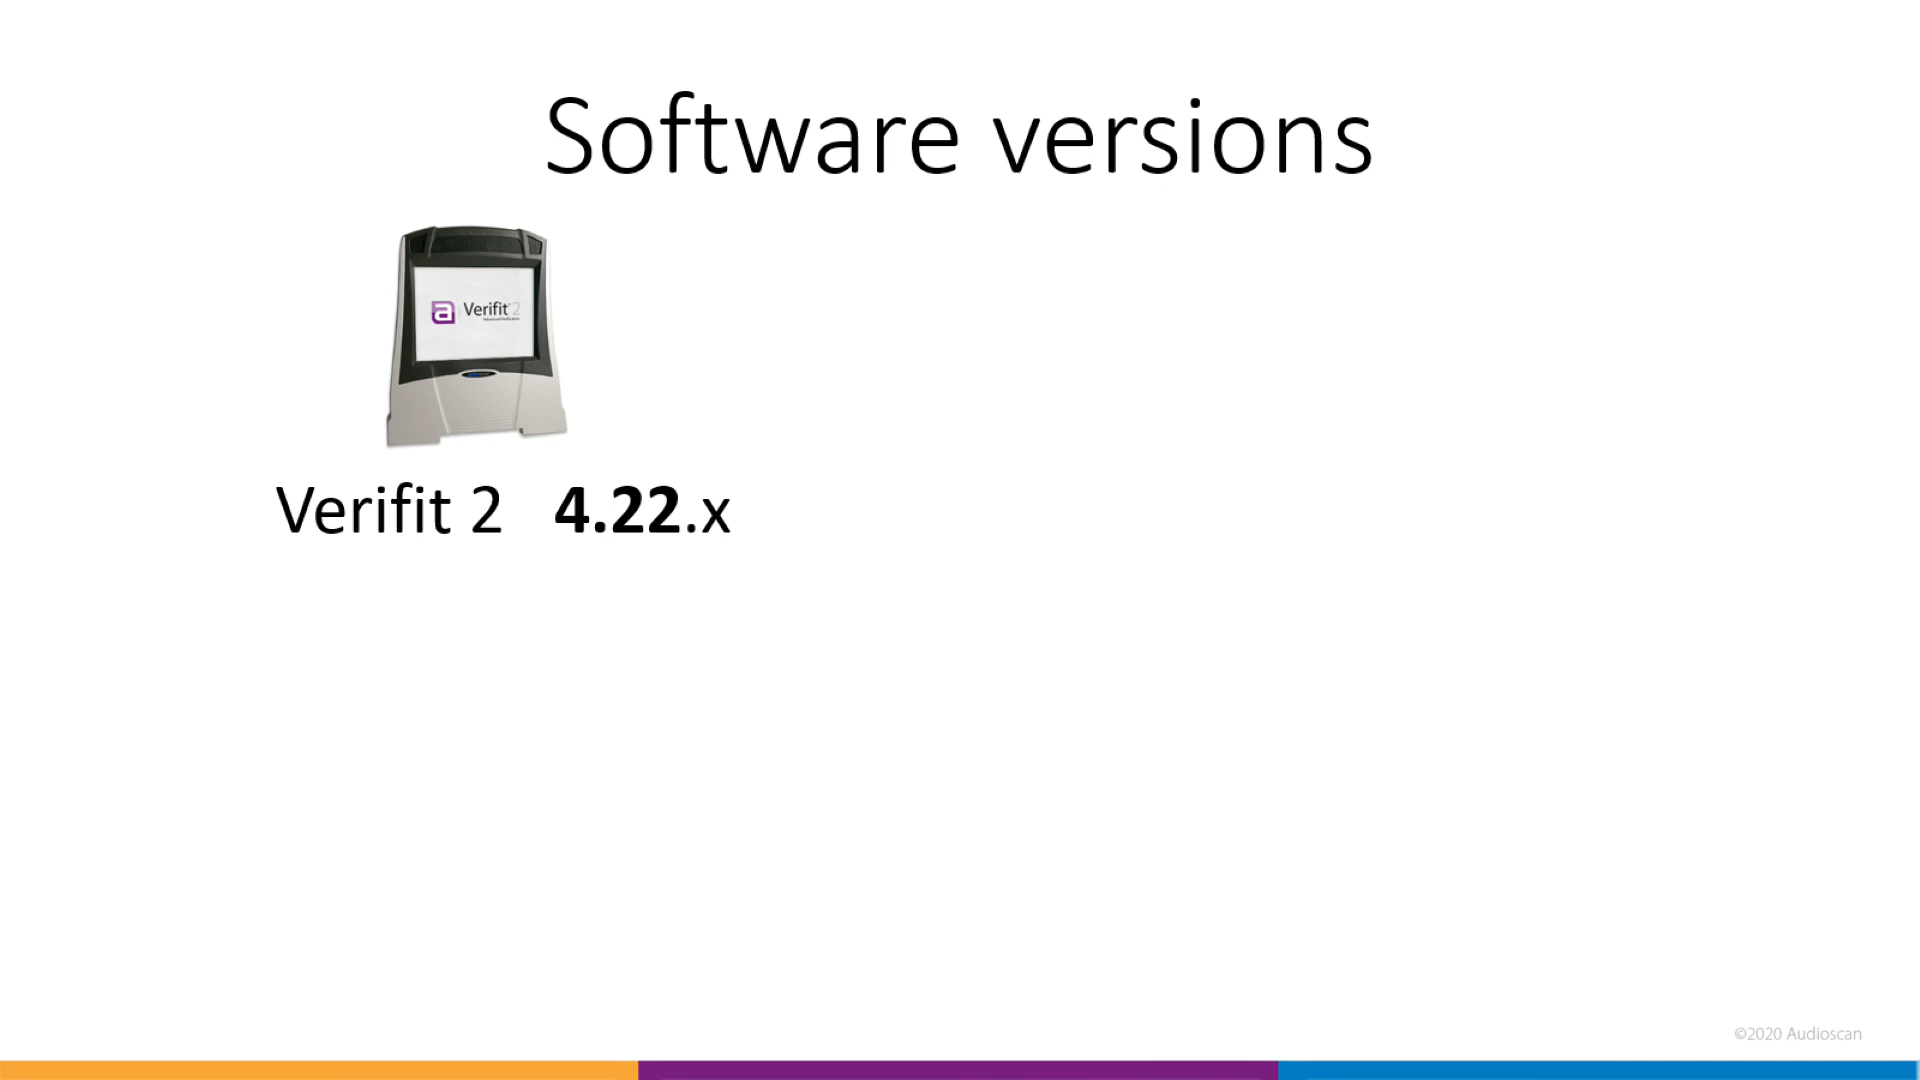 Software versions
a Verifit 2
Verifit 2 4.22.x
©2020 Audioscan